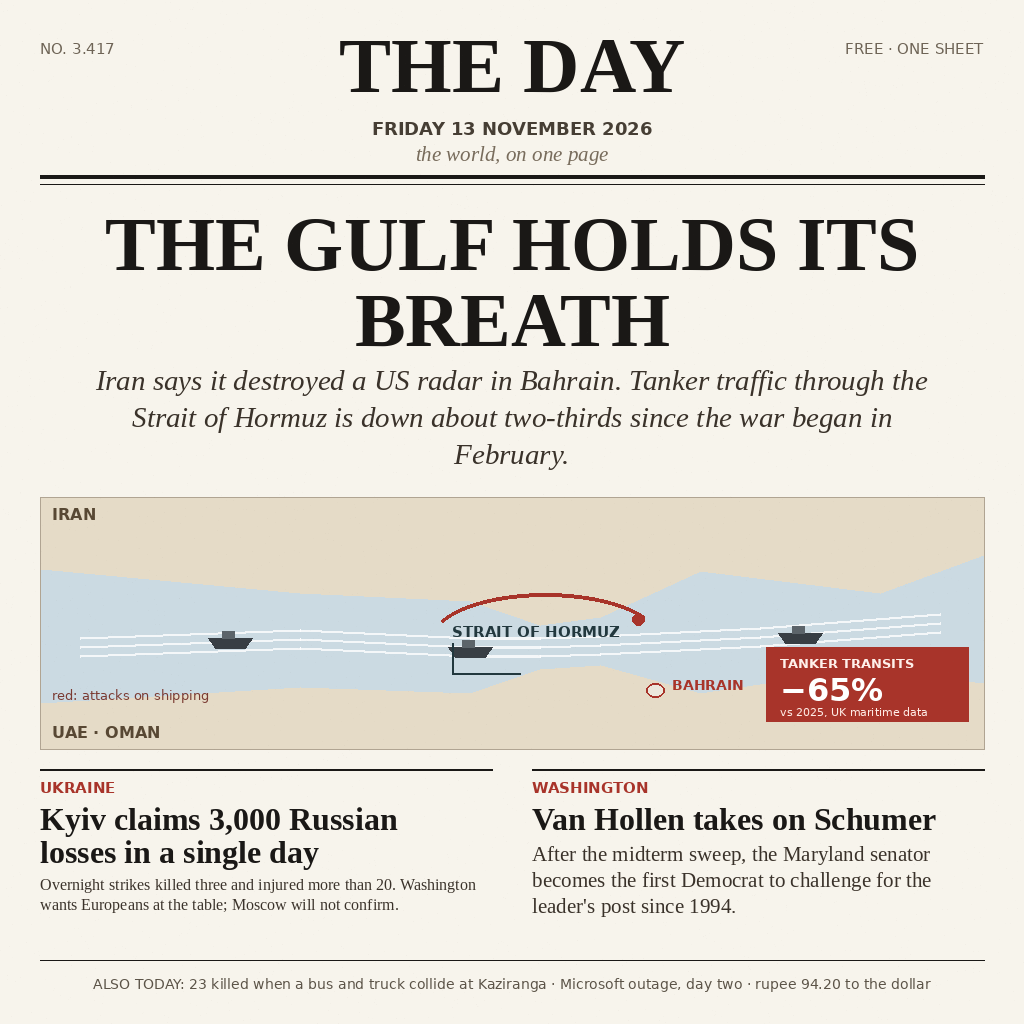 NO. 3.417
THE DAY
FREE · ONE SHEET
FRIDAY 13 NOVEMBER 2026
the world, on one page
THE GULF HOLDS ITS
BREATH
Iran says it destroyed a US radar in Bahrain. Tanker traffic through the
Strait of Hormuz is down about two-thirds since the war began in
February.
IRAN
STRAIT OF HORMUZ
BAHRAIN
TANKER TRANSITS
−65%
vs 2025, UK maritime data
red: attacks on shipping
UAE · OMAN
UKRAINE
Kyiv claims 3,000 Russian
losses in a single day
Overnight strikes killed three and injured more than 20. Washington
wants Europeans at the table; Moscow will not confirm.
WASHINGTON
Van Hollen takes on Schumer
After the midterm sweep, the Maryland senator
becomes the first Democrat to challenge for the
leader's post since 1994.
ALSO TODAY: 23 killed when a bus and truck collide at Kaziranga · Microsoft outage, day two · rupee 94.20 to the dollar